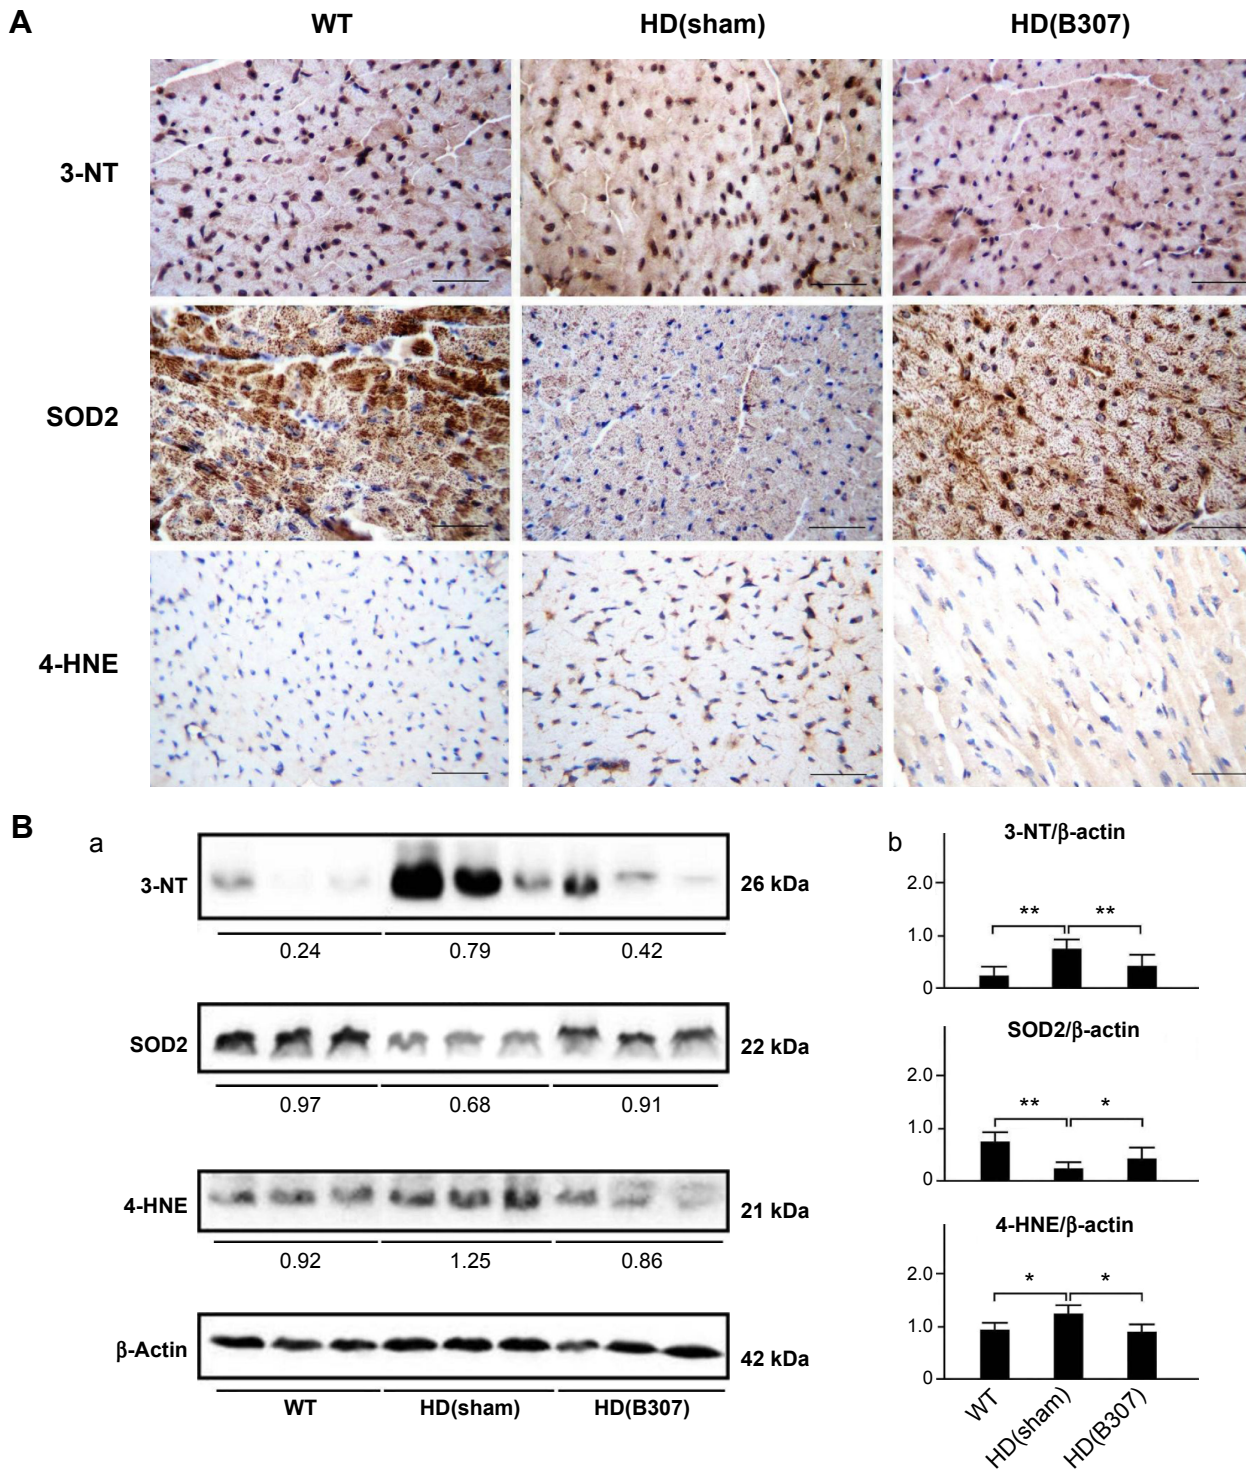 A
WT HD(sham) HD(B307)
3-NT
SOD2
4-HNE
B
a
3-NT 26 kDa
0.24 0.79 0.42
SOD2 22 kDa
0.97 0.68 0.91
4-HNE 21 kDa
0.92 1.25 0.86
β-Actin 42 kDa
WT HD(sham) HD(B307)
b
3-NT/β-actin
2.0
** **
1.0
0
SOD2/β-actin
2.0
** *
1.0
0
4-HNE/β-actin
2.0
* *
1.0
0
WT HD(sham) HD(B307)